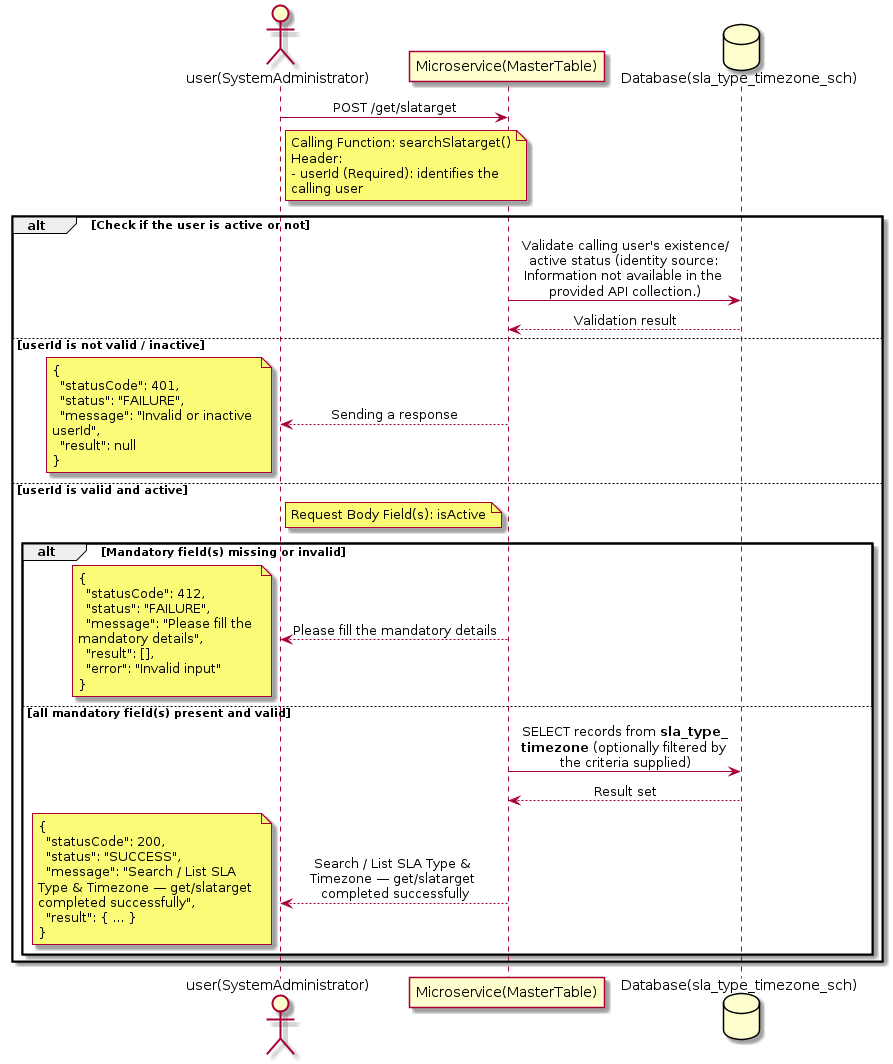 user(SystemAdministrator)
Microservice(MasterTable)
Database(sla_type_timezone_sch)
POST /get/slatarget
Calling Function: searchSlatarget()
Header:
- userId (Required): identifies the
calling user
alt
[Check if the user is active or not]
Validate calling user's existence/
active status (identity source:
Information not available in the
provided API collection.)
Validation result
[userId is not valid / inactive]
{
"statusCode": 401,
"status": "FAILURE",
"message": "Invalid or inactive
userId",
"result": null
}
Sending a response
[userId is valid and active]
Request Body Field(s): isActive
alt
[Mandatory field(s) missing or invalid]
{
"statusCode": 412,
"status": "FAILURE",
"message": "Please fill the
mandatory details",
"result": [],
"error": "Invalid input"
}
Please fill the mandatory details
[all mandatory field(s) present and valid]
SELECT records from sla_type_
timezone (optionally filtered by
the criteria supplied)
Result set
{
"statusCode": 200,
"status": "SUCCESS",
"message": "Search / List SLA
Type & Timezone — get/slatarget
completed successfully",
"result": { ... }
}
Search / List SLA Type &
Timezone — get/slatarget
completed successfully
user(SystemAdministrator)
Microservice(MasterTable)
Database(sla_type_timezone_sch)